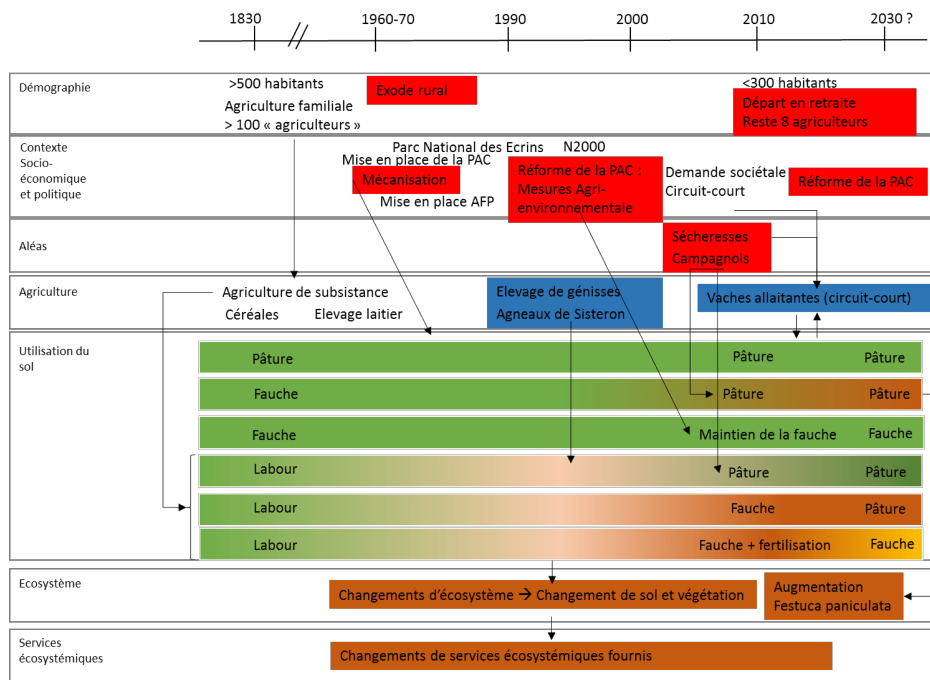 1830 1960-70 1990 2000 2010 2030 ?
Démographie
>500 habitants
Agriculture familiale
> 100 « agriculteurs »
Exode rural
<300 habitants
Départ en retraite
Reste 8 agriculteurs
Contexte
Socio-
économique
et politique
Parc National des Ecrins N2000
Mise en place de la PAC
Mécanisation
Mise en place AFP
Réforme de la PAC :
Mesures Agri-
environnementale
Demande sociétale
Circuit-court
Réforme de la PAC
Aléas
Sécheresses
Campagnols
Agriculture
Agriculture de subsistance
Céréales Elevage laitier
Elevage de génisses
Agneaux de Sisteron
Vaches allaitantes (circuit-court)
Utilisation du
sol
Pâture Pâture Pâture
Fauche Pâture Pâture
Fauche Maintien de la fauche Fauche
Labour Pâture Pâture
Labour Fauche Pâture
Labour Fauche + fertilisation Fauche
Ecosystème
Changements d'écosystème → Changement de sol et végétation
Augmentation
Festuca paniculata
Services
écosystémiques
Changements de services écosystémiques fournis